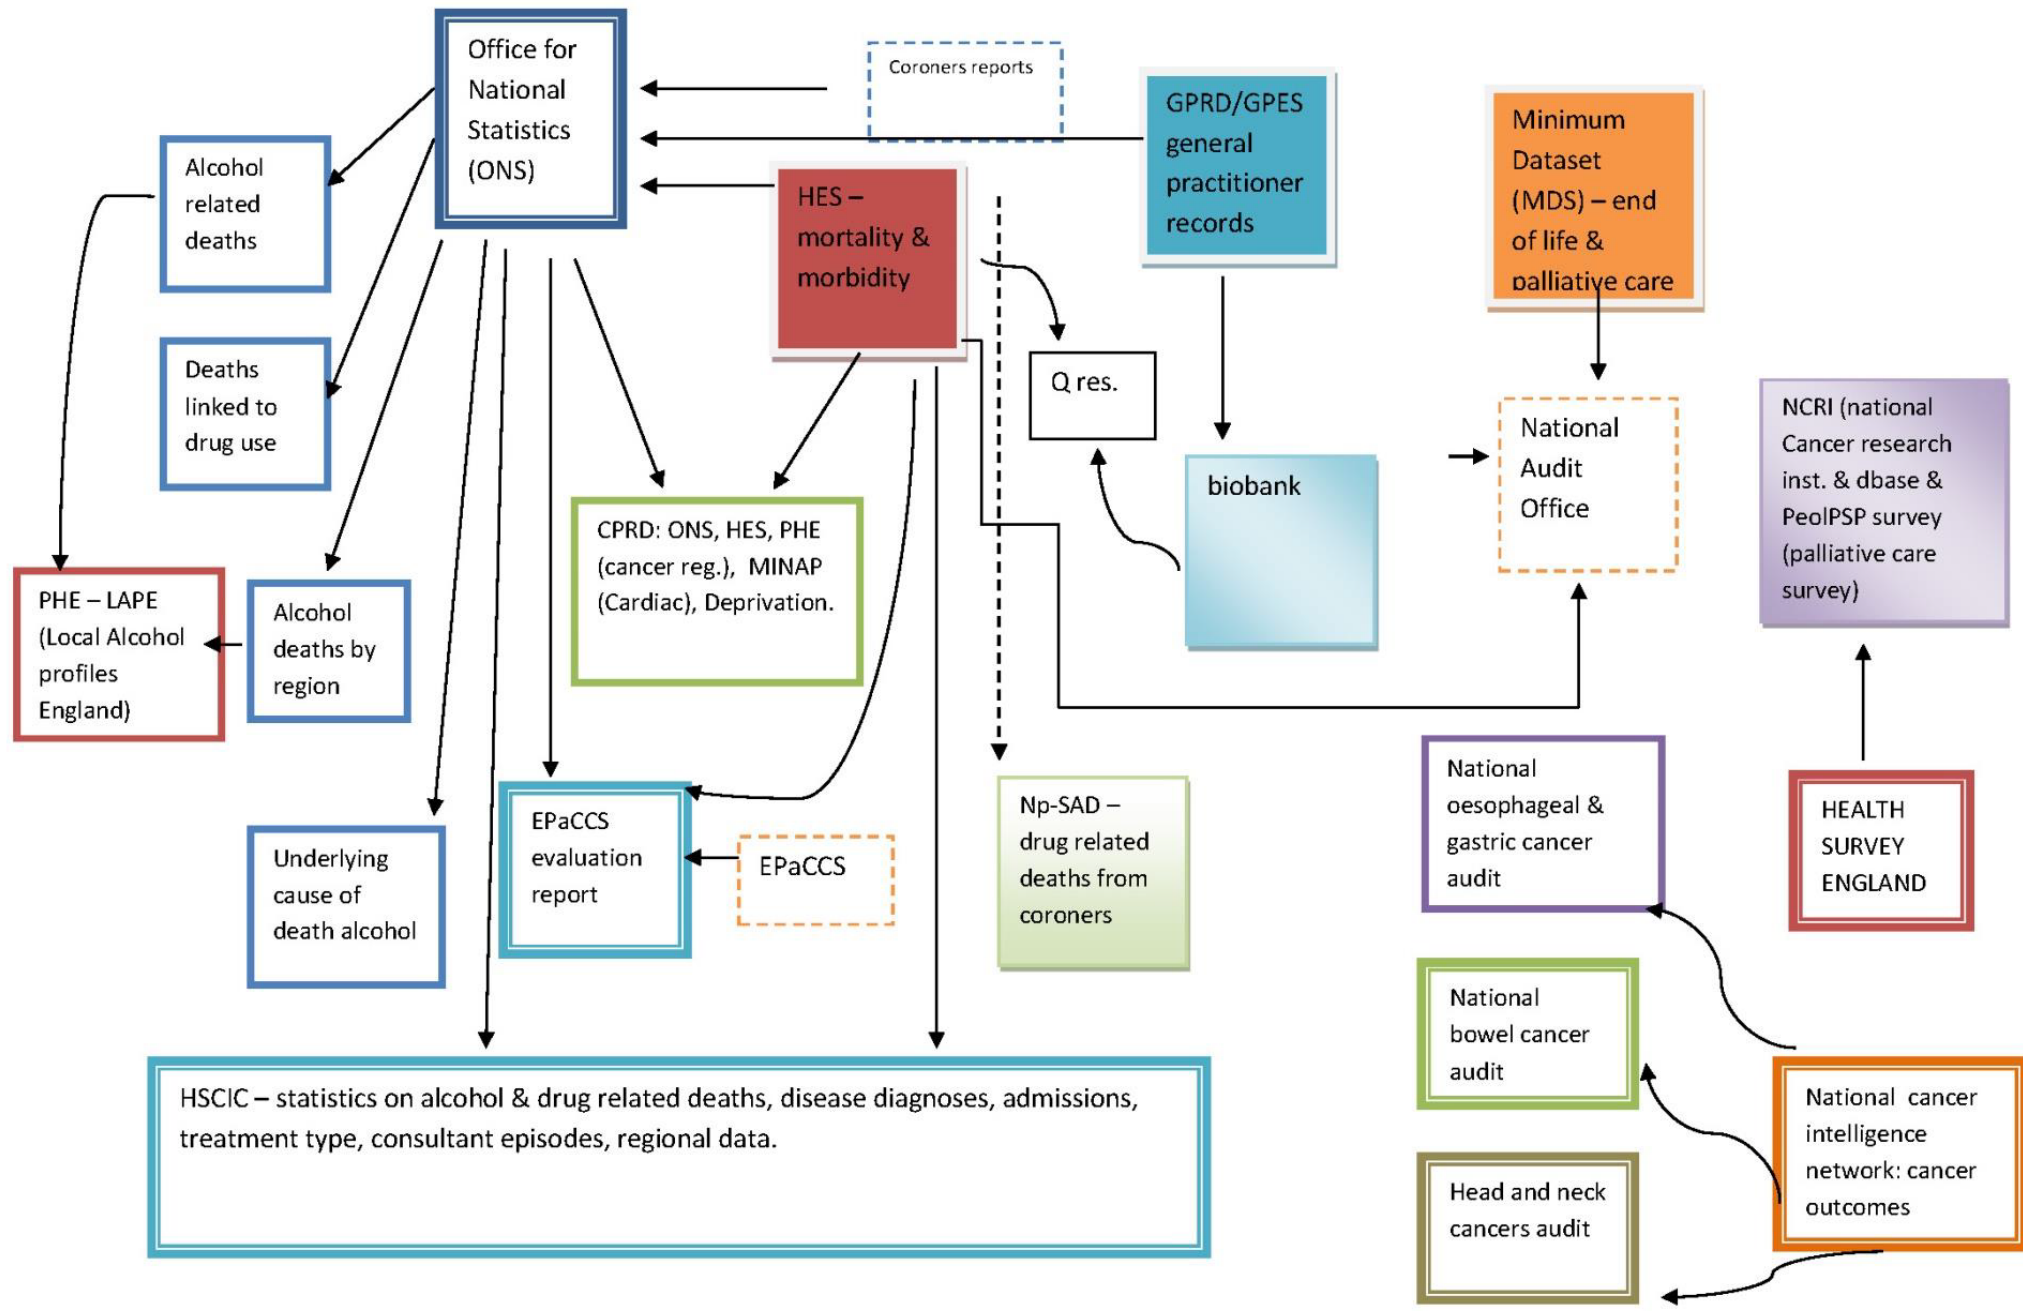 Office for
National
Statistics
(ONS)
Coroners reports
GPRD/GPES
general
practitioner
records
Minimum
Dataset
(MDS) – end
of life &
palliative care
Alcohol
related
deaths
HES –
mortality &
morbidity
Deaths
linked to
drug use
Q res.
National
Audit
Office
NCRI (national
Cancer research
inst. & dbase &
PeolPSP survey
(palliative care
survey)
biobank
CPRD: ONS, HES, PHE
(cancer reg.), MINAP
(Cardiac), Deprivation.
PHE – LAPE
(Local Alcohol
profiles
England)
Alcohol
deaths by
region
National
oesophageal &
gastric cancer
audit
HEALTH
SURVEY
ENGLAND
Underlying
cause of
death alcohol
EPaCCS
evaluation
report
EPaCCS
Np-SAD –
drug related
deaths from
coroners
National
bowel cancer
audit
HSCIC – statistics on alcohol & drug related deaths, disease diagnoses, admissions,
treatment type, consultant episodes, regional data.
National cancer
intelligence
network: cancer
outcomes
Head and neck
cancers audit